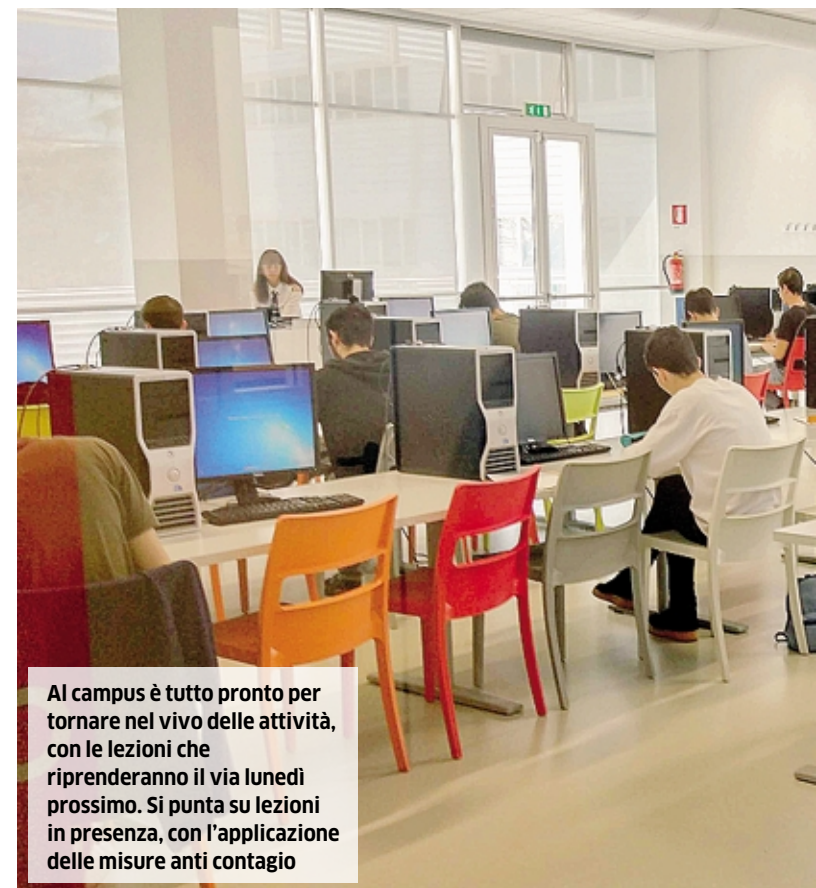 Al campus è tutto pronto per
tornare nel vivo delle attività,
con le lezioni che
riprenderanno il via lunedì
prossimo. Si punta su lezioni
in presenza, con l’applicazione
delle misure anti contagio